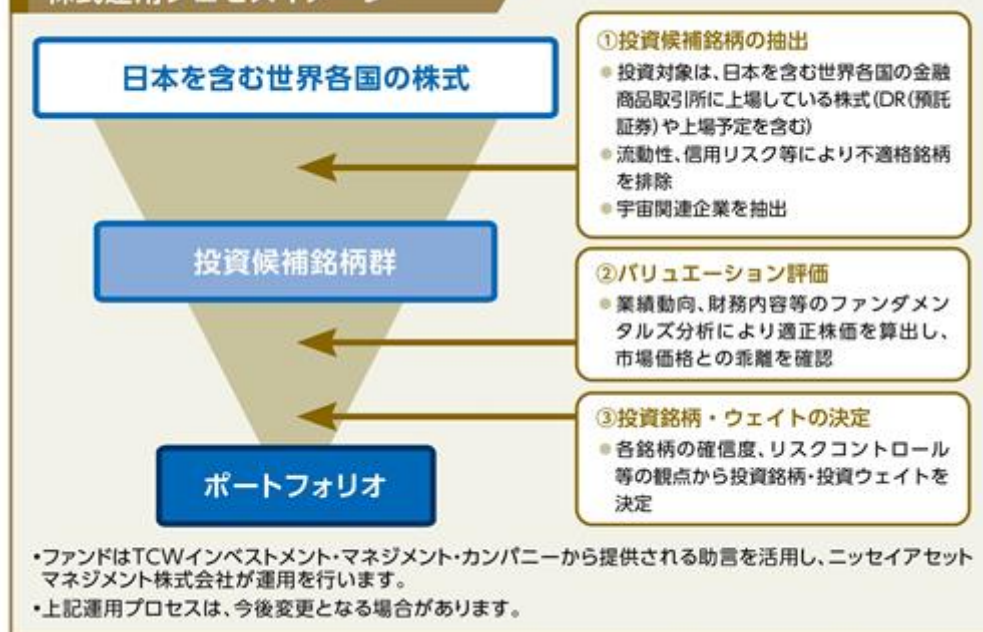 株式運用プロセスイメージ
日本を含む世界各国の株式
①投資候補銘柄の抽出
●投資対象は、日本を含む世界各国の金融
商品取引所に上場している株式(DR(預託
証券)や上場予定を含む)
●流動性、信用リスク等により不適格銘柄
を排除
●宇宙関連企業を抽出
投資候補銘柄群
②バリュエーション評価
●業績動向、財務内容等のファンダメン
タルズ分析により適正株価を算出し、
市場価格との乖離を確認
③投資銘柄・ウェイトの決定
●各銘柄の確信度、リスクコントロール
等の観点から投資銘柄・投資ウェイトを
決定
ポートフォリオ
・ファンドはTCWインベストメント・マネジメント・カンパニーから提供される助言を活用し、ニッセイアセット
マネジメント株式会社が運用を行います。
・上記運用プロセスは、今後変更となる場合があります。